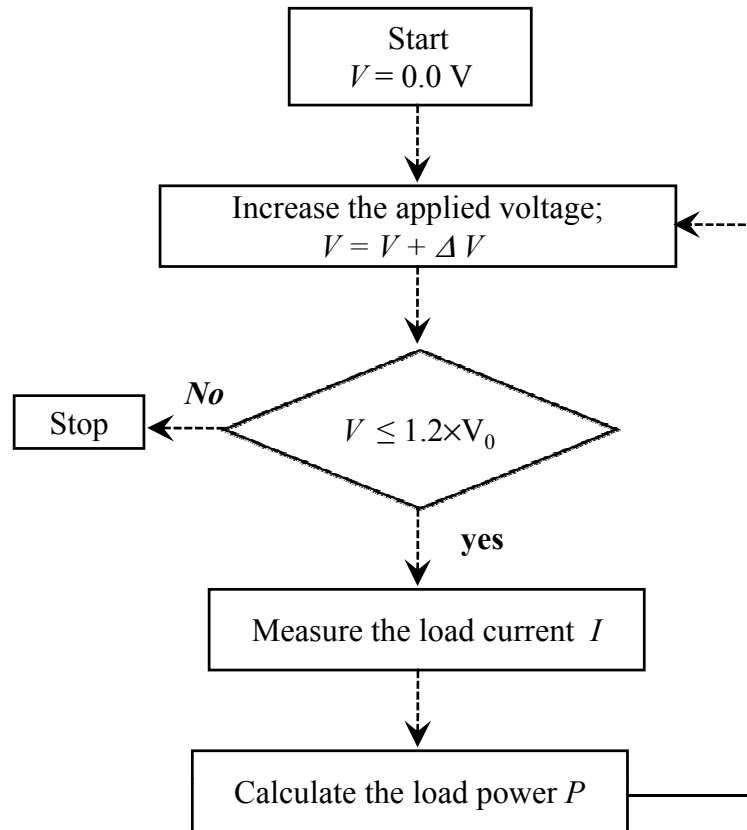 Start
V = 0.0 V
Increase the applied voltage;
V = V + Δ V
No
Stop
V ≤ 1.2×V₀
yes
Measure the load current I
Calculate the load power P